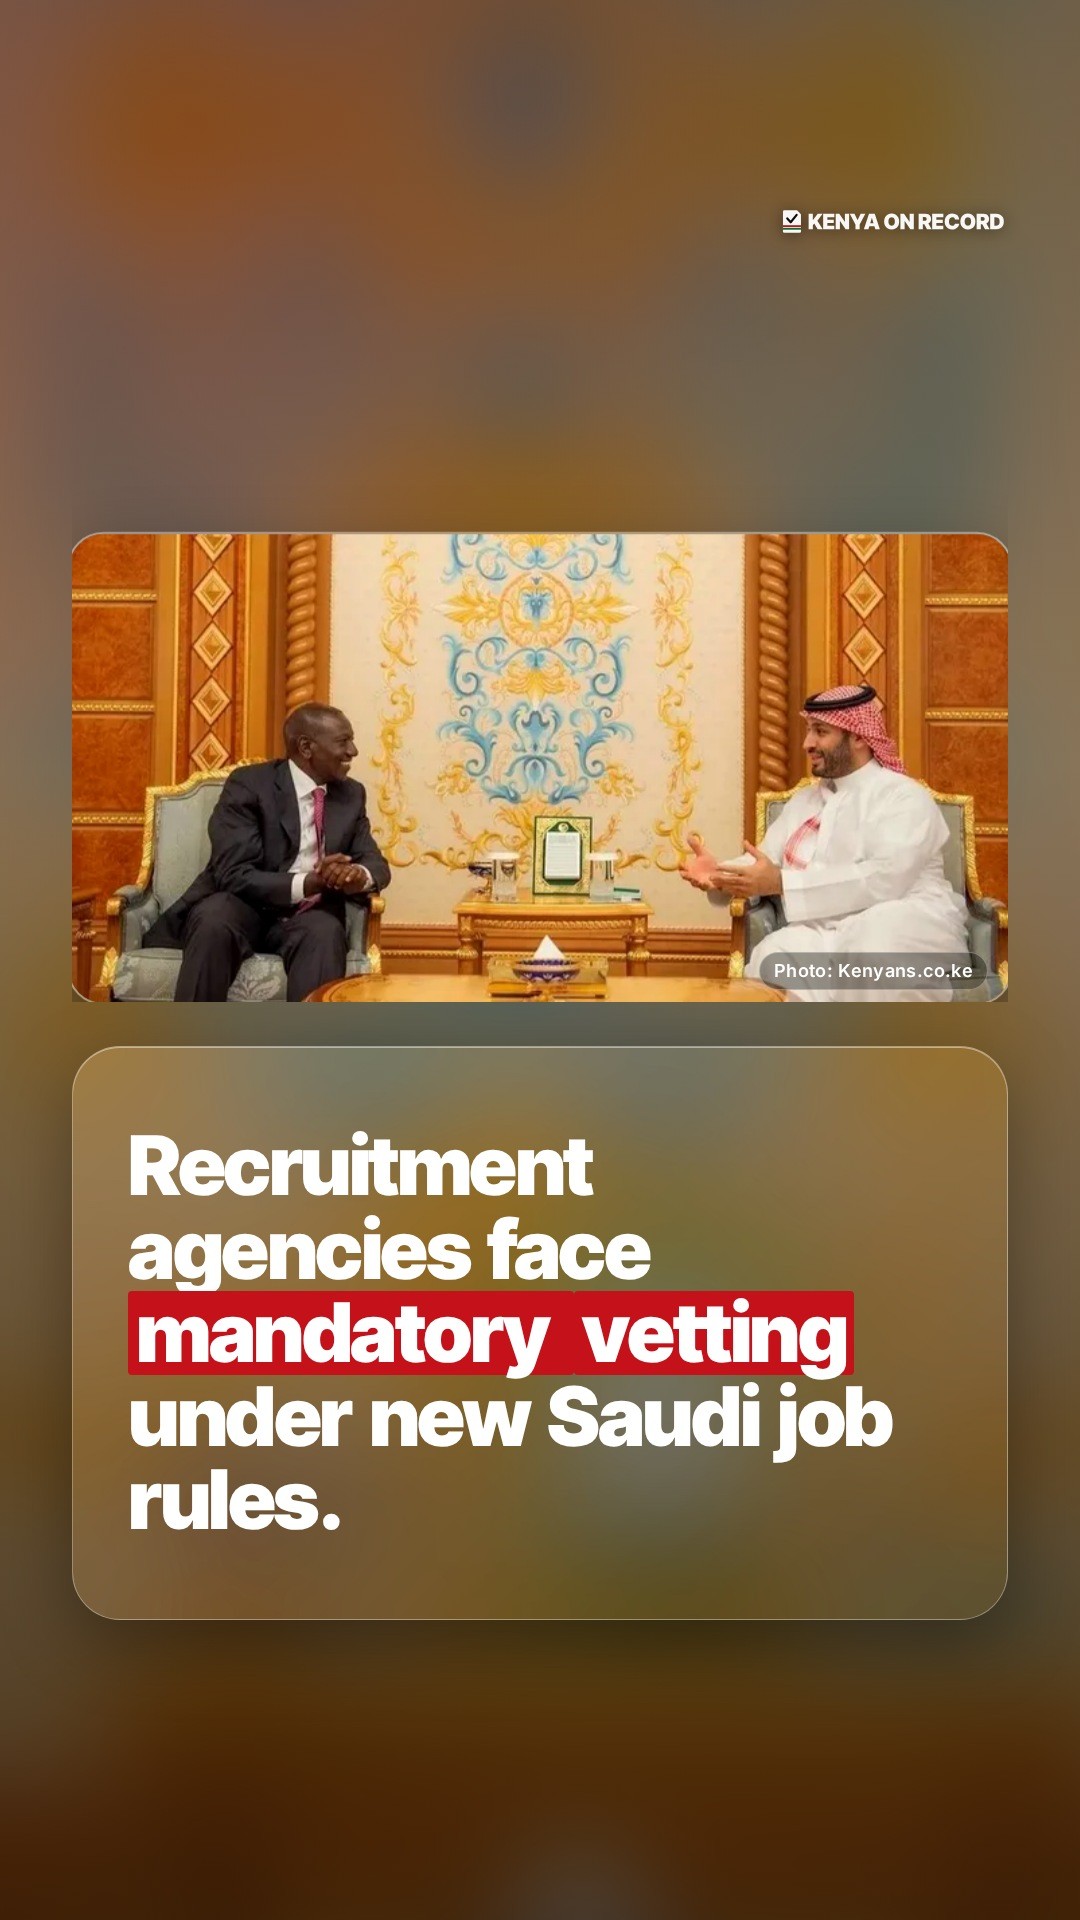 KENYA ON RECORD
Photo: Kenyans.co.ke
Recruitment
agencies face
mandatory vetting
under new Saudi job
rules.